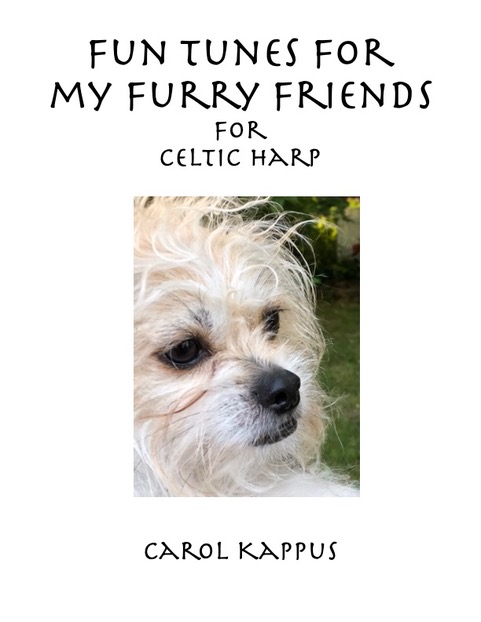 FUN TUNES FOR
MY FURRY FRIENDS
FOR
CELTIC HARP
CAROL KAPPUS